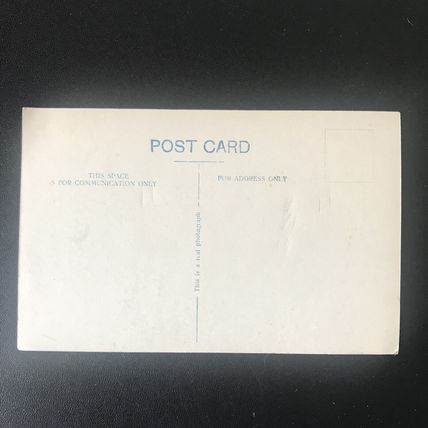 POST CARD
THIS SPACE
S FOR COMMUNICATION ONLY
FOR ADDRESS ONLY
This is a real photograph